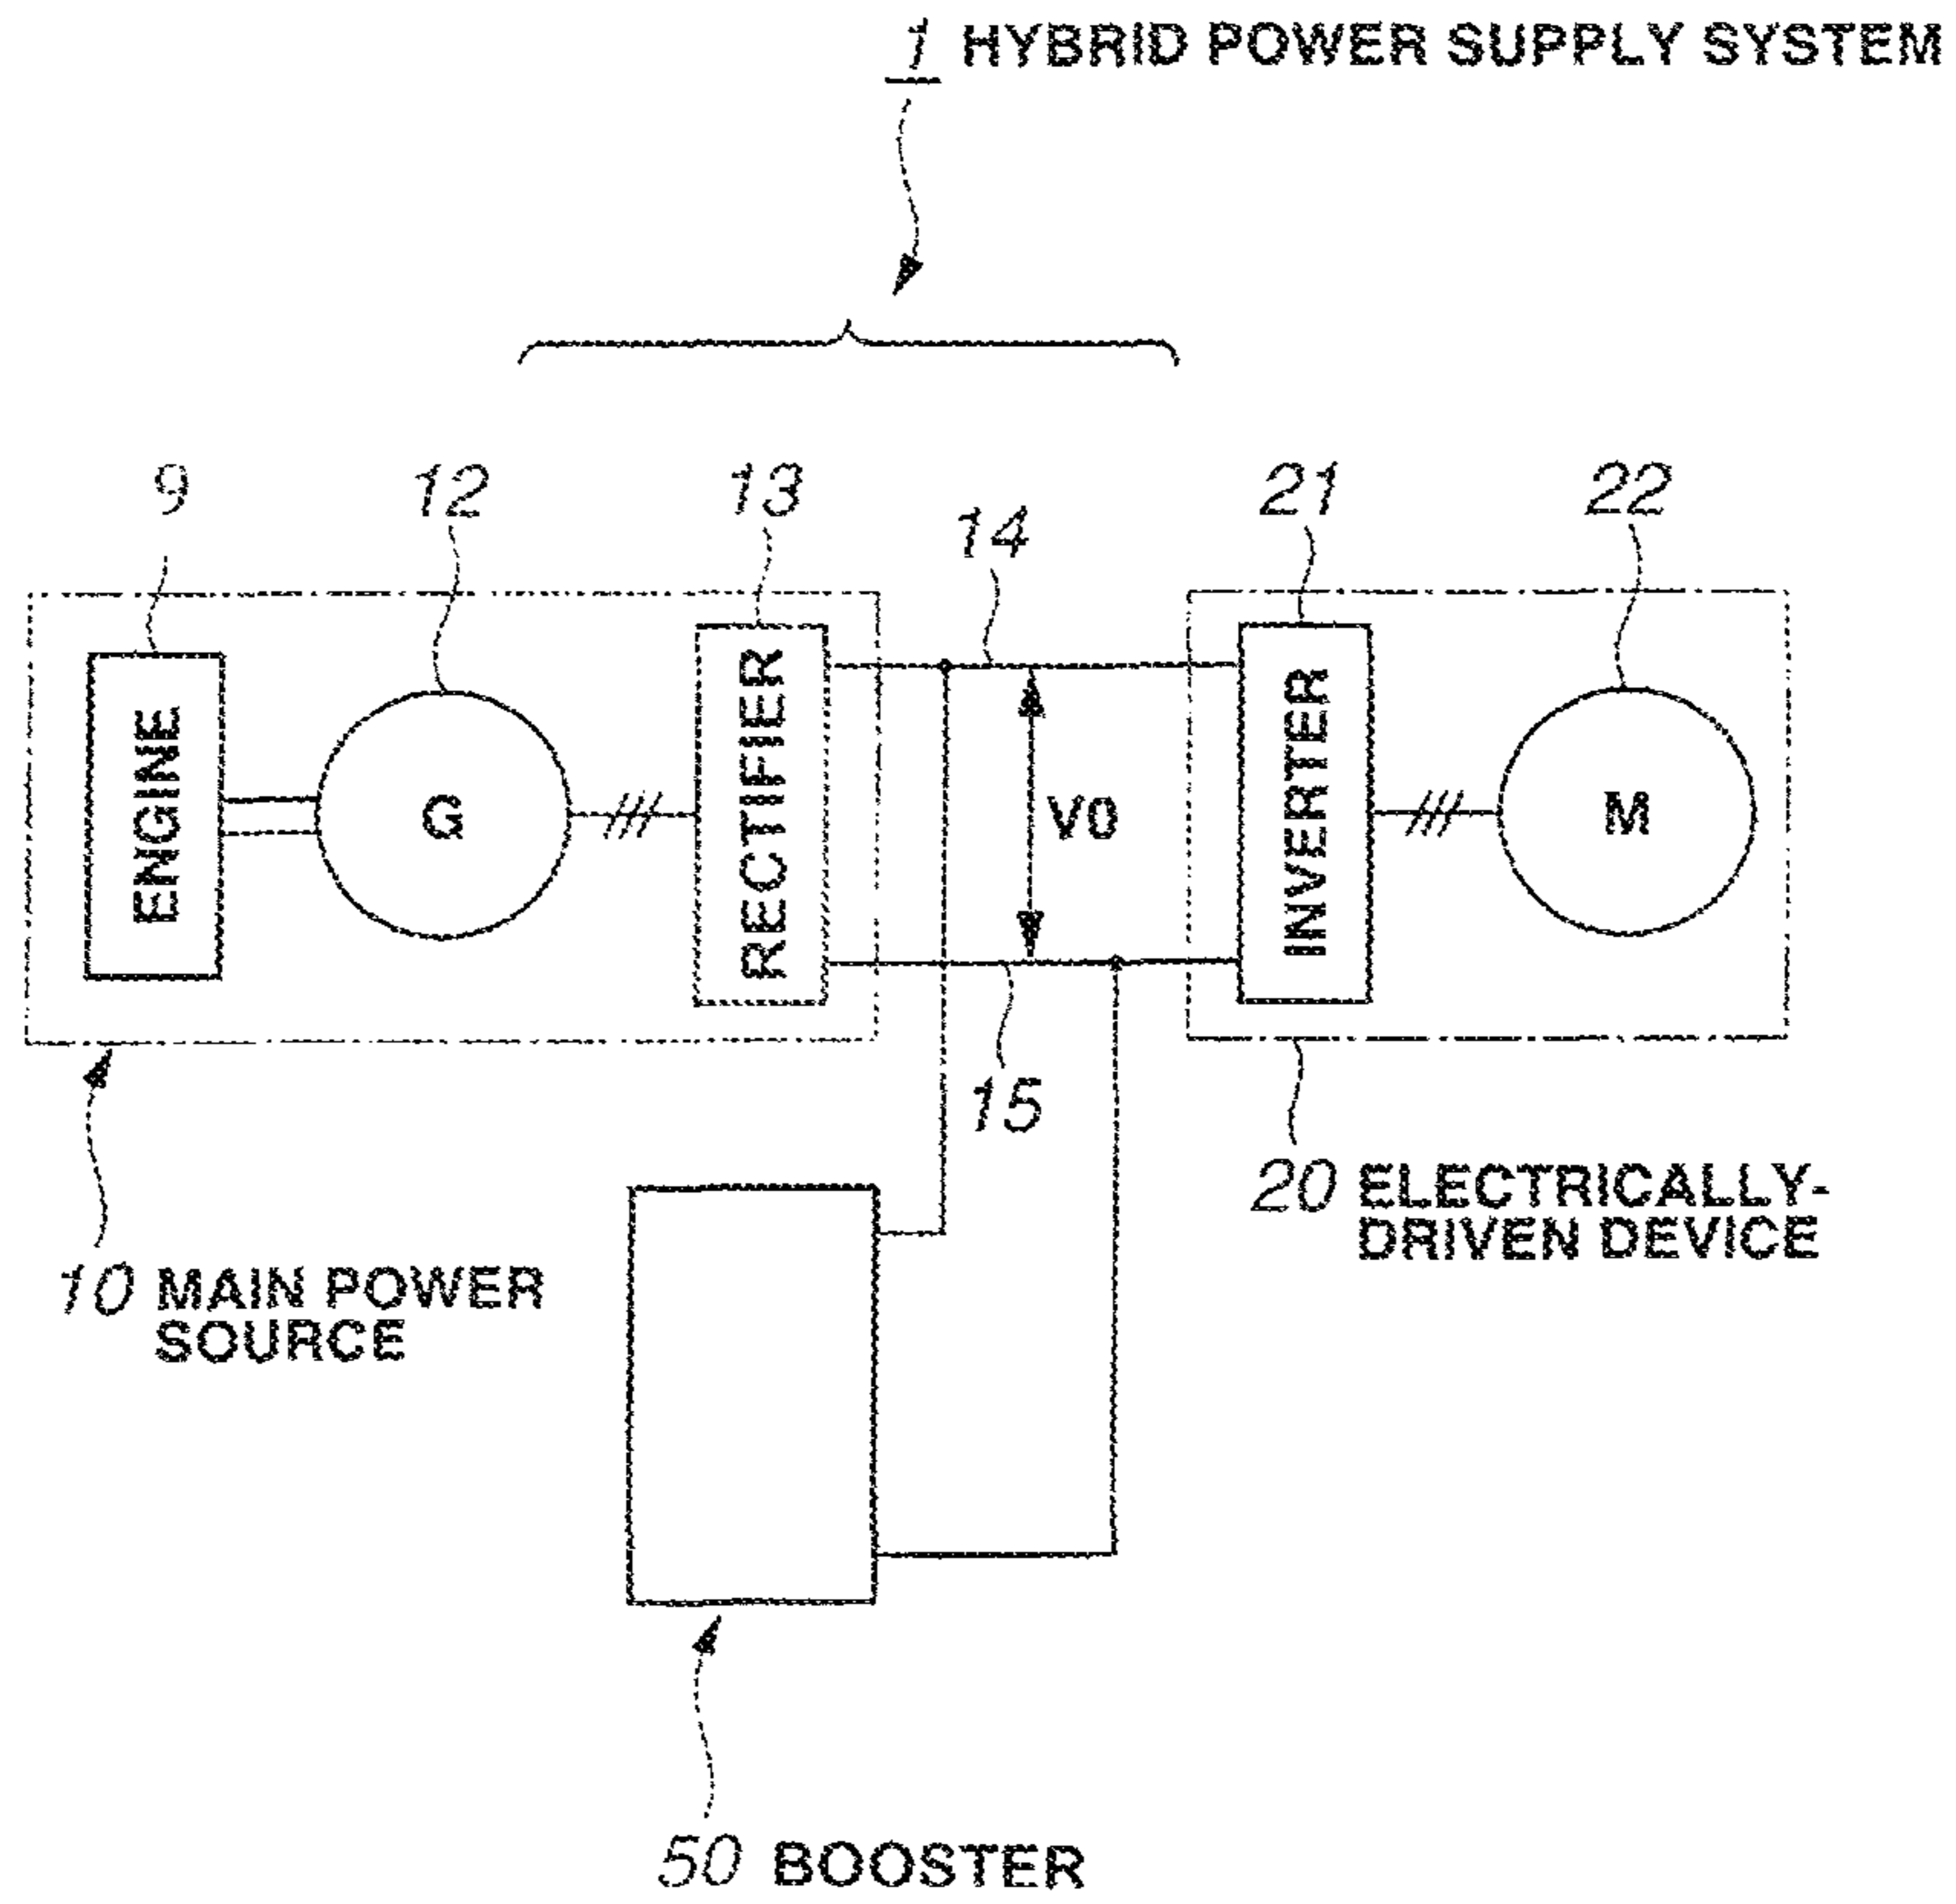 1 HYBRID POWER SUPPLY SYSTEM
9
12
13
14
21
22
ENGINE
G
RECTIFIER
V0
INVERTER
M
15
10 MAIN POWER
SOURCE
20 ELECTRICALLY-
DRIVEN DEVICE
50 BOOSTER